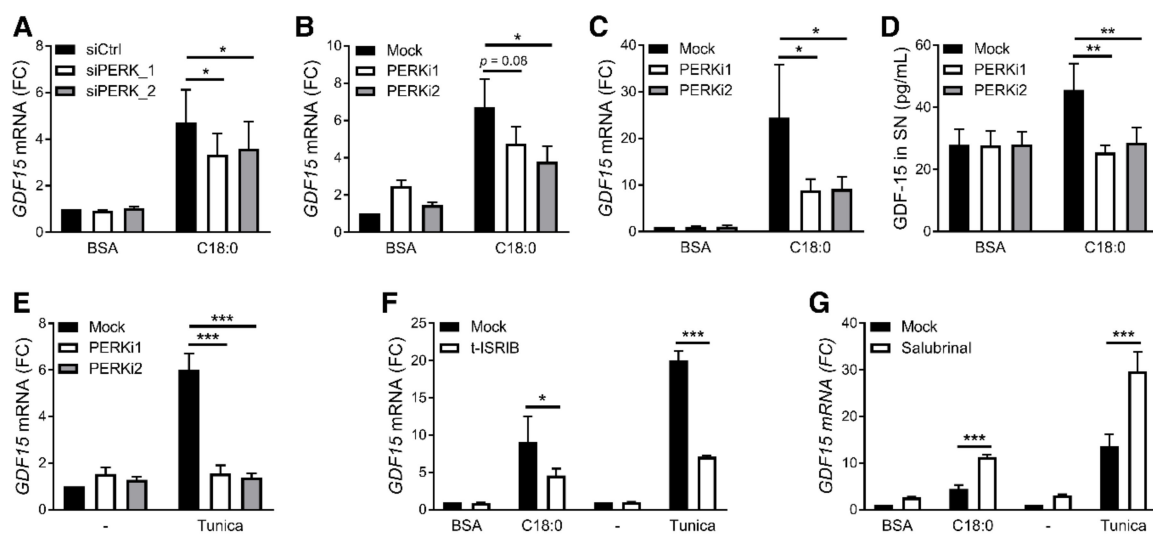 A
GDF15 mRNA (FC)
8
6
4
2
0
siCtrl
siPERK_1
siPERK_2
*
*
BSA
C18:0
B
GDF15 mRNA (FC)
10
8
6
4
2
0
Mock
PERKi1
PERKi2
*
p = 0.08
BSA
C18:0
C
GDF15 mRNA (FC)
40
30
20
10
0
Mock
PERKi1
PERKi2
*
*
BSA
C18:0
D
GDF-15 in SN (pg/mL)
60
40
20
0
Mock
PERKi1
PERKi2
**
**
BSA
C18:0
E
GDF15 mRNA (FC)
8
6
4
2
0
Mock
PERKi1
PERKi2
***
***
-
Tunica
F
GDF15 mRNA (FC)
25
20
15
10
5
0
Mock
t-ISRIB
*
***
BSA
C18:0
-
Tunica
G
GDF15 mRNA (FC)
40
30
20
10
0
Mock
Salubrinal
***
***
BSA
C18:0
-
Tunica